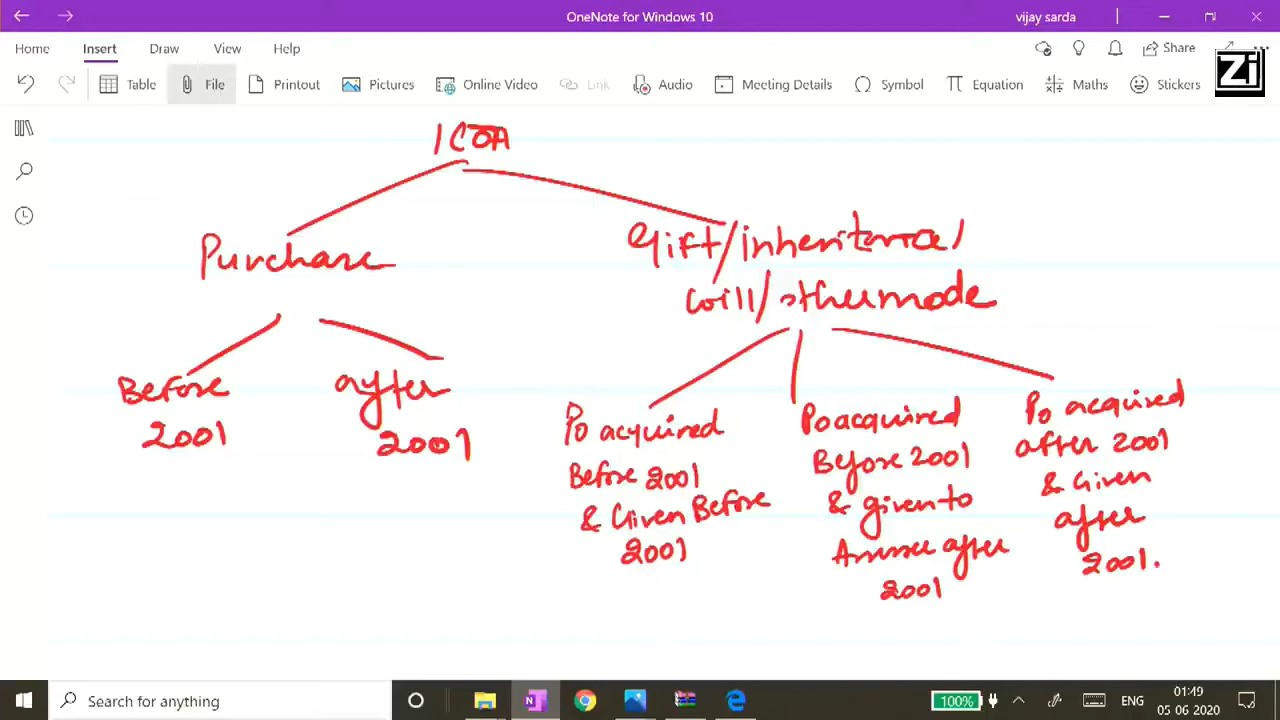 OneNote for Windows 10
vijay sarda
Home
Insert
Draw
View
Help
Share
Zi
Table
File
Printout
Pictures
Online Video
Link
Audio
Meeting Details
Symbol
Equation
Maths
Stickers
ICOA
Purchase
Gift/inheritance/
will/othermode
Before
2001
after
2001
Po acquired
Before 2001
& Given Before
2001
Po acquired
Before 2001
& given to
Assessee after
2001
Po acquired
after 2001
& Given
after
2001.
Search for anything
100%
ENG
01:49
05-06-2020